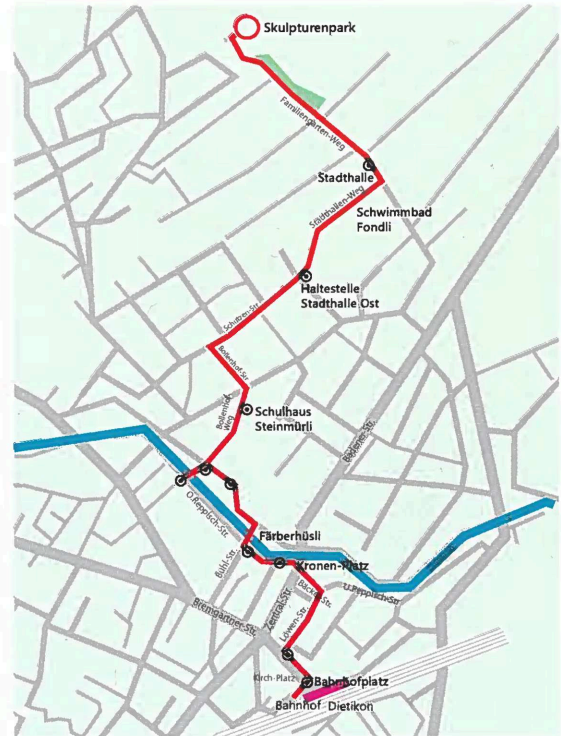 Skulpturenpark
Familiengärten-Weg
Stadthalle
Stadthallen-Weg
Schwimmbad
Fondli
Haltestelle
Stadthalle Ost
Schützen-Str.
Bollenhof-Str
Bollenhof
Weg
Schulhaus
Steinmürli
Badener-Str.
O.Reppisch-Str.
Färberhüsli
Bühl-Str.
Kronen-Platz
Bäcker-Str.
U.Reppisch-Str
Zentral-Str.
Bremgartner-Str.
Löwen-Str.
Kirch-Platz
Bahnhofplatz
Bahnhof Dietikon